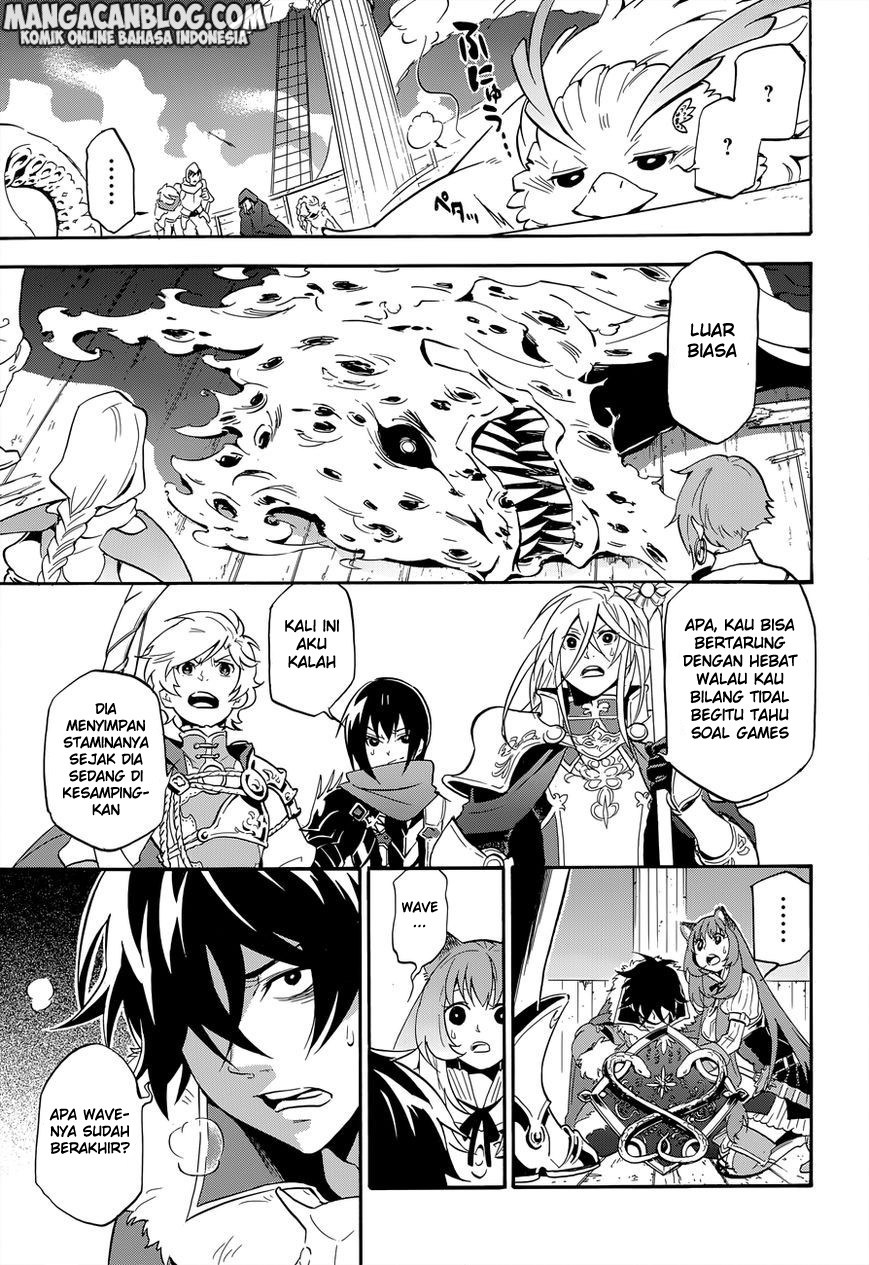 MANGACANBLOG.COM
KOMIK ONLINE BAHASA INDONESIA
?
?
ふにゅう...
ペタッ
......
LUAR
BIASA
APA, KAU BISA
BERTARUNG
DENGAN HEBAT
WALAU KAU
BILANG TIDAL
BEGITU TAHU
SOAL GAMES
KALI INI
AKU
KALAH
DIA
MENYIMPAN
STAMINANYA
SEJAK DIA
SEDANG DI
KESAMPING-
KAN
......
WAVE
...
APA WAVE-
NYA SUDAH
BERAKHIR?